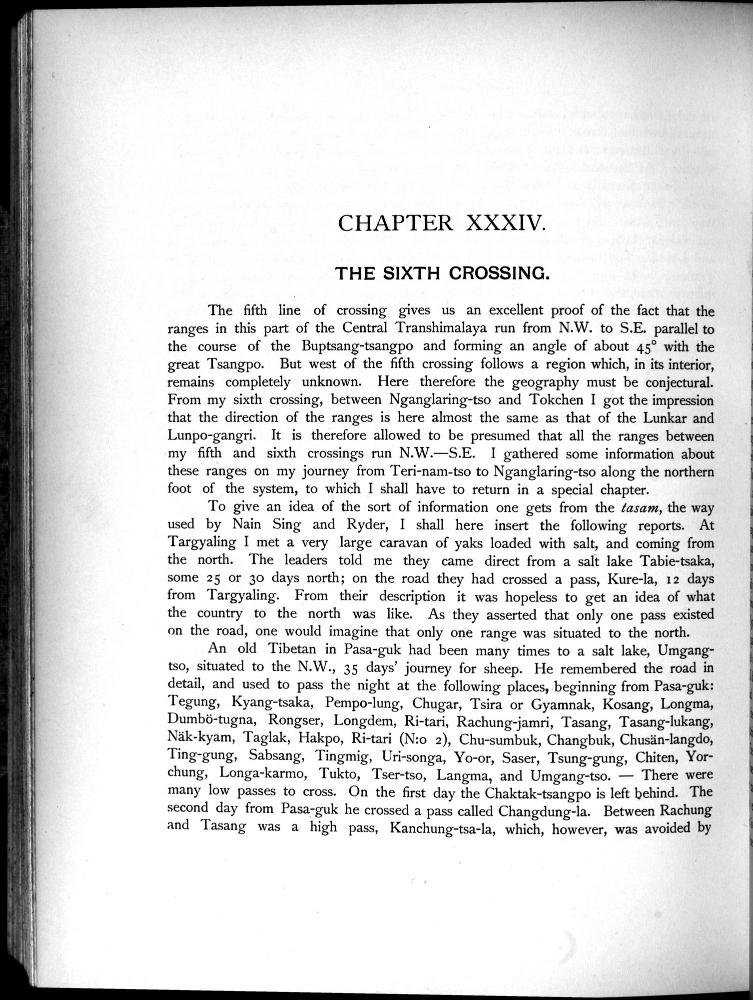 CHAPTER XXXIV.
THE SIXTH CROSSING.
The fifth line of crossing gives us an excellent proof of the fact that the
ranges in this part of the Central Transhimalaya run from N.W. to S.E. parallel to
the course of the Buptsang-tsangpo and forming an angle of about 45° with the
great Tsangpo. But west of the fifth crossing follows a region which, in its interior,
remains completely unknown. Here therefore the geography must be conjectural.
From my sixth crossing, between Nganglaring-tso and Tokchen I got the impression
that the direction of the ranges is here almost the same as that of the Lunkar and
Lunpo-gangri. It is therefore allowed to be presumed that all the ranges between
my fifth and sixth crossings run N.W.—S.E. I gathered some information about
these ranges on my journey from Teri-nam-tso to Nganglaring-tso along the northern
foot of the system, to which I shall have to return in a special chapter.
To give an idea of the sort of information one gets from the tasam, the way
used by Nain Sing and Ryder, I shall here insert the following reports. At
Targyaling I met a very large caravan of yaks loaded with salt, and coming from
the north. The leaders told me they came direct from a salt lake Tabie-tsaka,
some 25 or 30 days north; on the road they had crossed a pass, Kure-la, 12 days
from Targyaling. From their description it was hopeless to get an idea of what
the country to the north was like. As they asserted that only one pass existed
on the road, one would imagine that only one range was situated to the north.
An old Tibetan in Pasa-guk had been many times to a salt lake, Umgang-
tso, situated to the N.W., 35 days' journey for sheep. He remembered the road in
detail, and used to pass the night at the following places, beginning from Pasa-guk:
Tegung, Kyang-tsaka, Pempo-lung, Chugar, Tsira or Gyamnak, Kosang, Longma,
Dumbö-tugna, Rongser, Longdem, Ri-tari, Rachung-jamri, Tasang, Tasang-lukang,
Näk-kyam, Taglak, Hakpo, Ri-tari (N:o 2), Chu-sumbuk, Changbuk, Chusän-langdo,
Ting-gung, Sabsang, Tingmig, Uri-songa, Yo-or, Saser, Tsung-gung, Chiten, Yor-
chung, Longa-karmo, Tukto, Tser-tso, Langma, and Umgang-tso. — There were
many low passes to cross. On the first day the Chaktak-tsangpo is left behind. The
second day from Pasa-guk he crossed a pass called Changdung-la. Between Rachung
and Tasang was a high pass, Kanchung-tsa-la, which, however, was avoided by